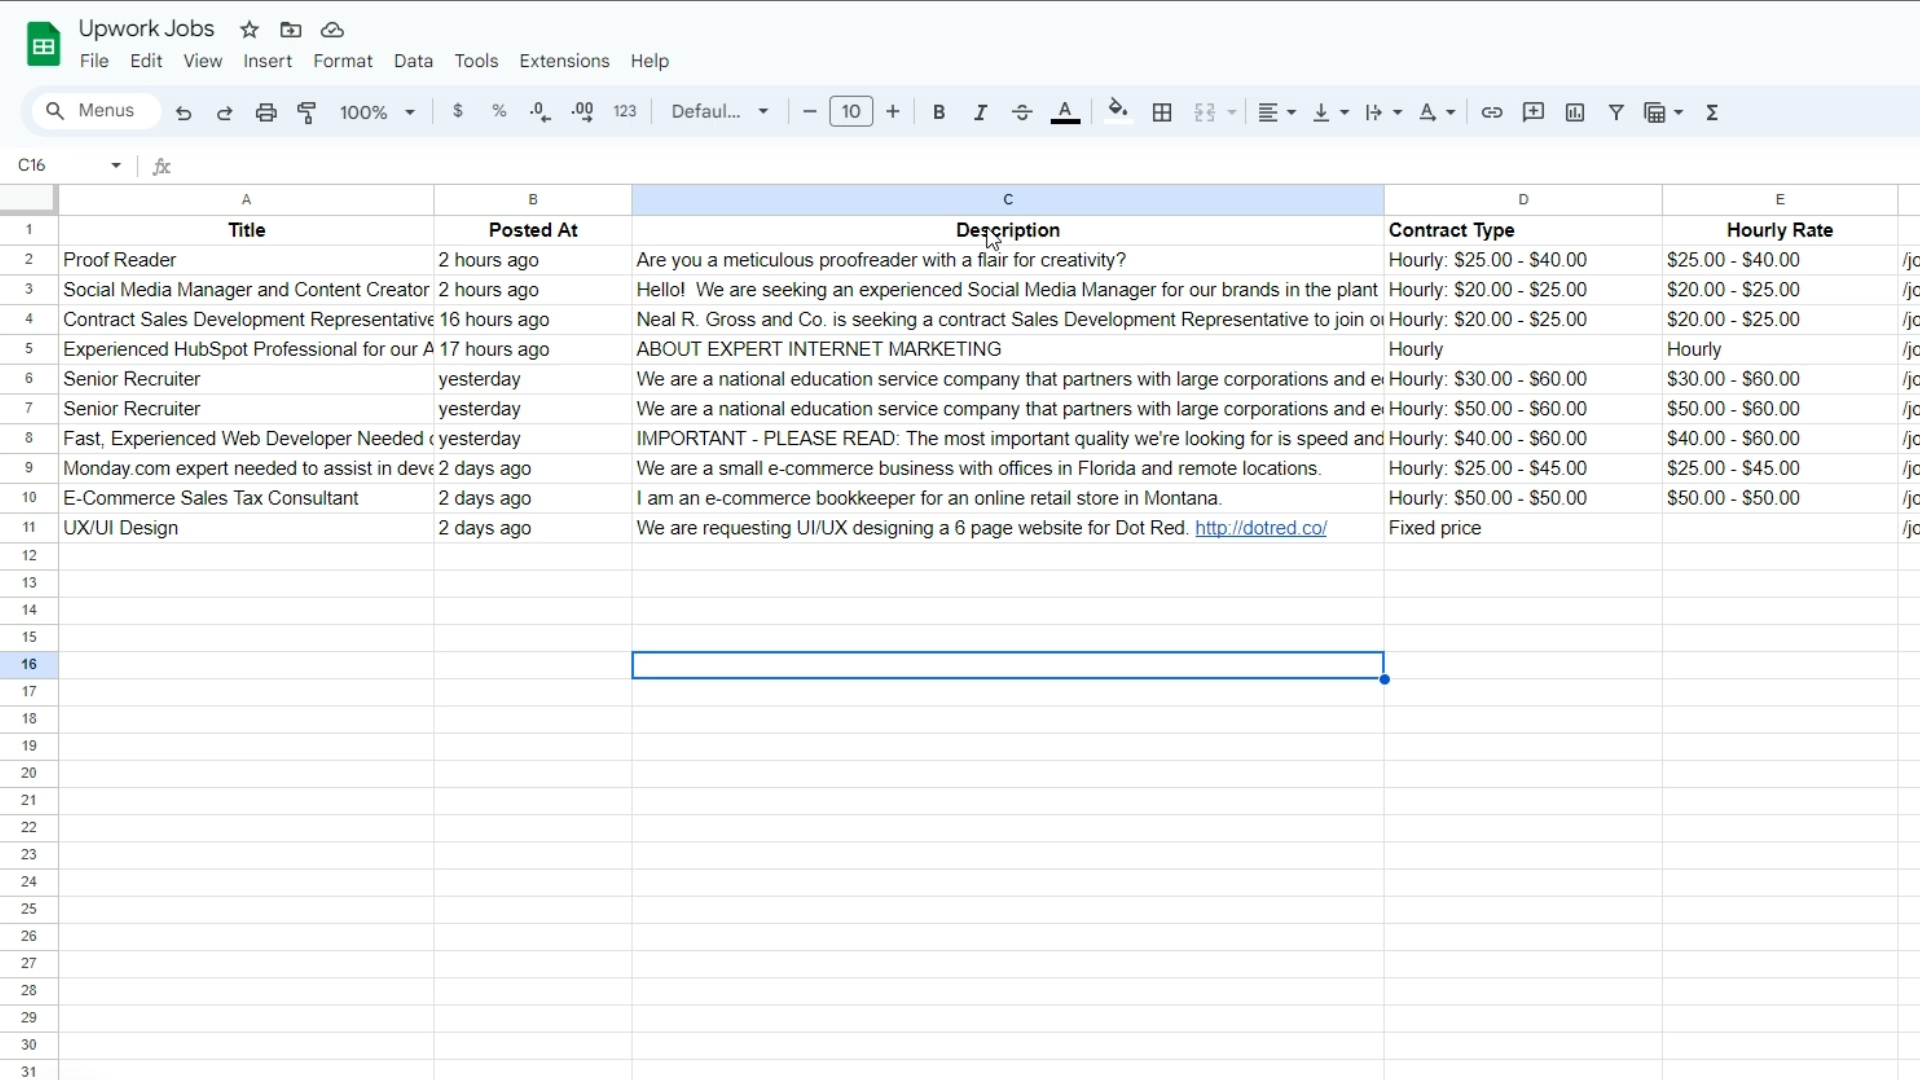 Upwork Jobs
File Edit View Insert Format Data Tools Extensions Help
Menus 100% $ % .0 .00 123 Defaul... 10 B I A A Σ
C16 fx
A B C D E
1 Title Posted At Description Contract Type Hourly Rate
2 Proof Reader 2 hours ago Are you a meticulous proofreader with a flair for creativity? Hourly: $25.00 - $40.00 $25.00 - $40.00 /jo
3 Social Media Manager and Content Creator 2 hours ago Hello!  We are seeking an experienced Social Media Manager for our brands in the plant Hourly: $20.00 - $25.00 $20.00 - $25.00 /jo
4 Contract Sales Development Representative 16 hours ago Neal R. Gross and Co. is seeking a contract Sales Development Representative to join ou Hourly: $20.00 - $25.00 $20.00 - $25.00 /jo
5 Experienced HubSpot Professional for our A 17 hours ago ABOUT EXPERT INTERNET MARKETING Hourly Hourly /jo
6 Senior Recruiter yesterday We are a national education service company that partners with large corporations and e Hourly: $30.00 - $60.00 $30.00 - $60.00 /jo
7 Senior Recruiter yesterday We are a national education service company that partners with large corporations and e Hourly: $50.00 - $60.00 $50.00 - $60.00 /jo
8 Fast, Experienced Web Developer Needed yesterday IMPORTANT - PLEASE READ: The most important quality we're looking for is speed and Hourly: $40.00 - $60.00 $40.00 - $60.00 /jo
9 Monday.com expert needed to assist in deve 2 days ago We are a small e-commerce business with offices in Florida and remote locations. Hourly: $25.00 - $45.00 $25.00 - $45.00 /jo
10 E-Commerce Sales Tax Consultant 2 days ago I am an e-commerce bookkeeper for an online retail store in Montana. Hourly: $50.00 - $50.00 $50.00 - $50.00 /jo
11 UX/UI Design 2 days ago We are requesting UI/UX designing a 6 page website for Dot Red. http://dotred.co/ Fixed price /jo
12
13
14
15
16
17
18
19
20
21
22
23
24
25
26
27
28
29
30
31